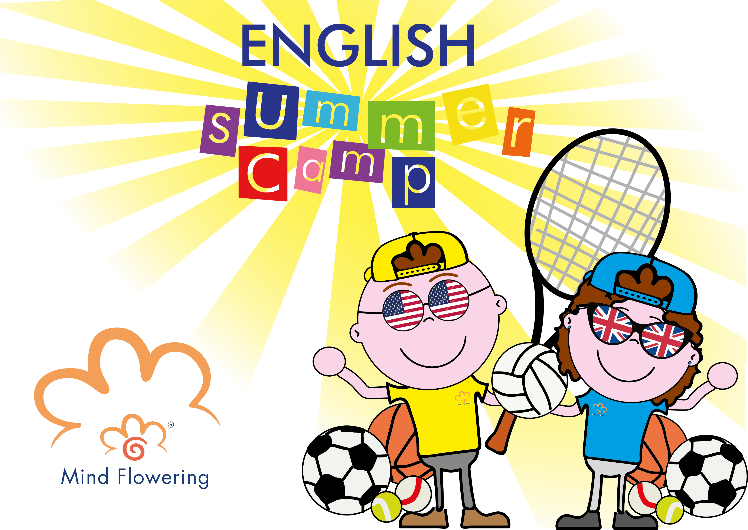 ENGLISH
summer
Camp
Mind Flowering
®